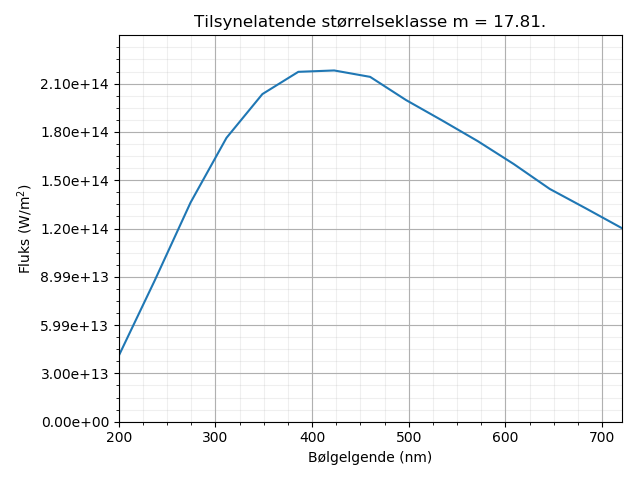 Tilsynelatende størrelseklasse m = 17.81.
2.10e+14
1.80e+14
1.50e+14
1.20e+14
8.99e+13
5.99e+13
3.00e+13
0.00e+00
Fluks (W/m²)
200 300 400 500 600 700
Bølgelgende (nm)